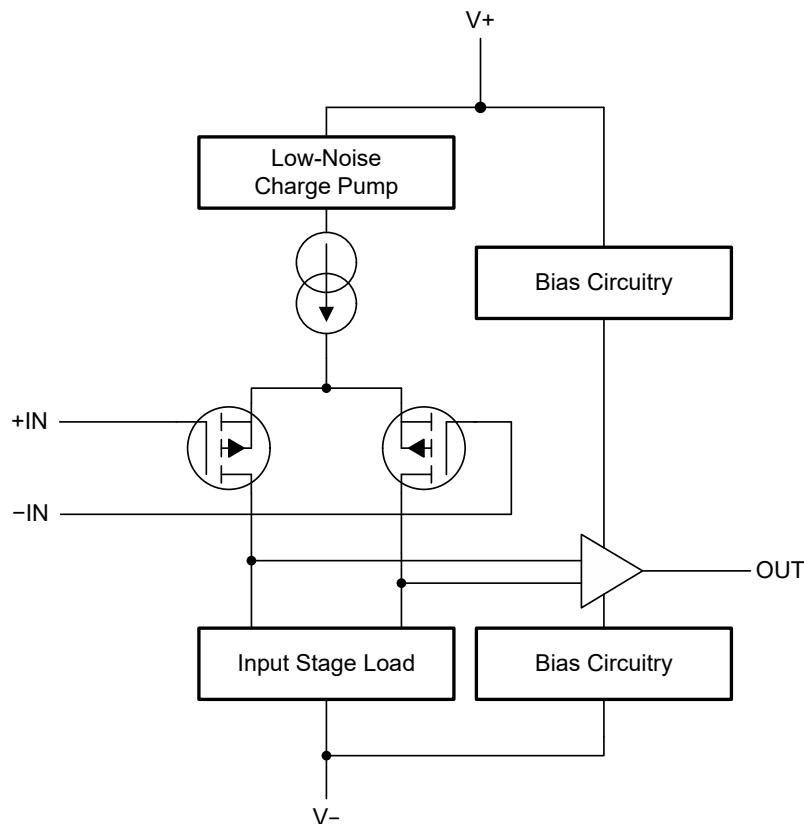 V+
Low-Noise
Charge Pump
Bias Circuitry
+IN
−IN
OUT
Input Stage Load
Bias Circuitry
V−